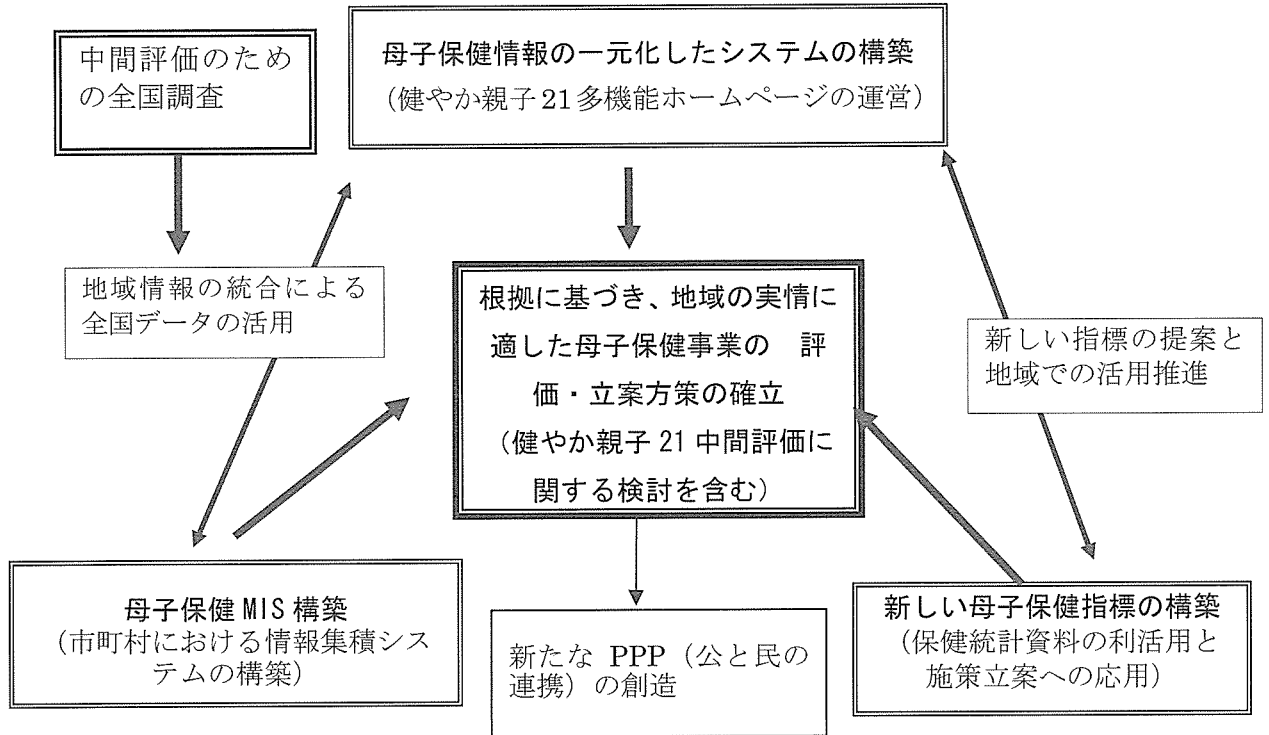 中間評価のため
の全国調査
母子保健情報の一元化したシステムの構築
（健やか親子21多機能ホームページの運営）
地域情報の統合による
全国データの活用
根拠に基づき、地域の実情に
適した母子保健事業の　評
価・立案方策の確立
（健やか親子 21 中間評価に
関する検討を含む）
新しい指標の提案と
地域での活用推進
母子保健 MIS 構築
（市町村における情報集積シス
テムの構築）
新たな PPP（公と民の
連携）の創造
新しい母子保健指標の構築
（保健統計資料の利活用と
施策立案への応用）